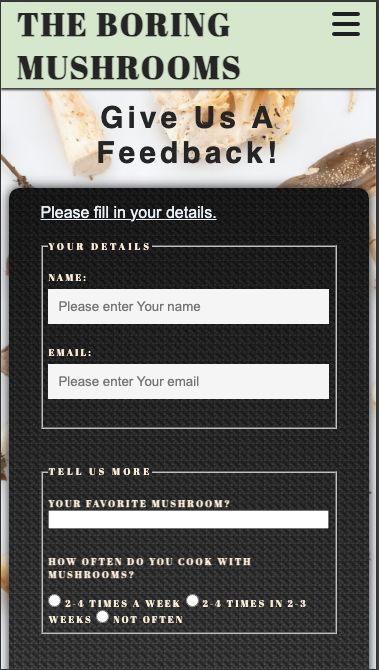 THE BORING
MUSHROOMS
Give Us A
Feedback!
Please fill in your details.
YOUR DETAILS
NAME:
Please enter Your name
EMAIL:
Please enter Your email
TELL US MORE
YOUR FAVORITE MUSHROOM?
HOW OFTEN DO YOU COOK WITH
MUSHROOMS?
2-4 TIMES A WEEK 2-4 TIMES IN 2-3
WEEKS NOT OFTEN